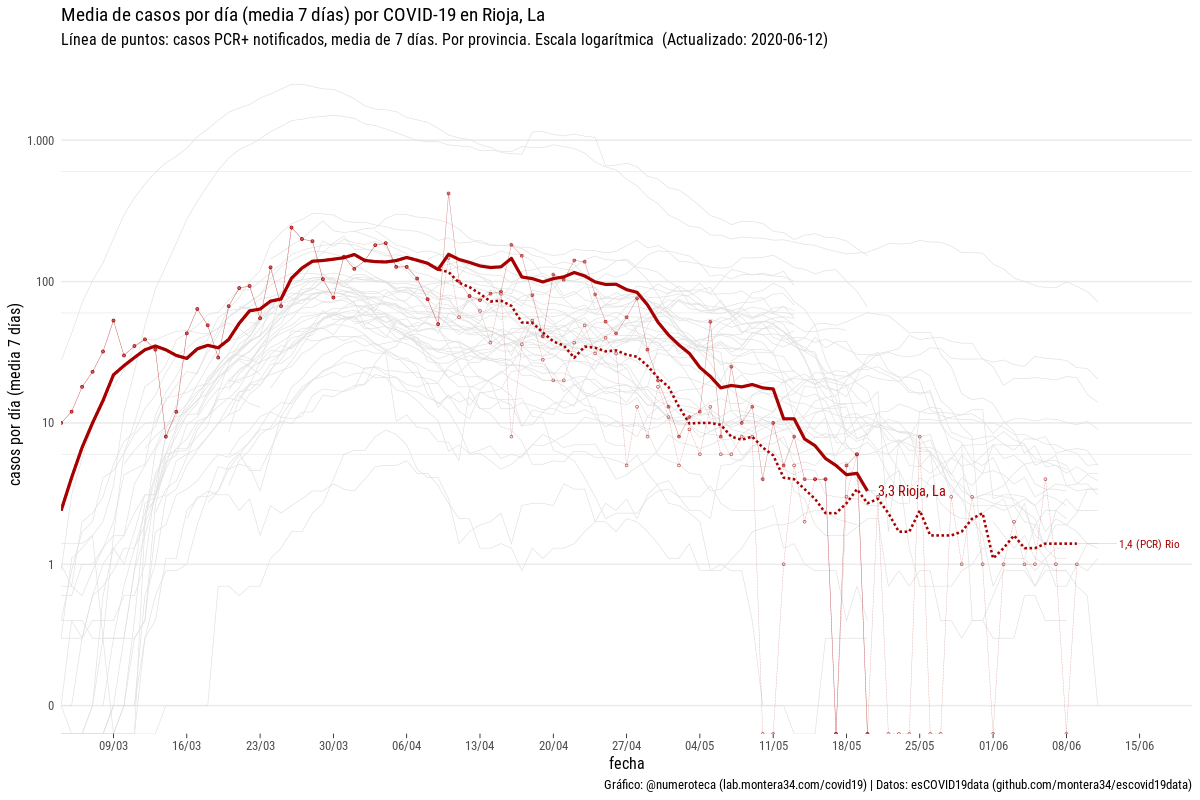 Media de casos por día (media 7 días) por COVID-19 en Rioja, La
Línea de puntos: casos PCR+ notificados, media de 7 días. Por provincia. Escala logarítmica (Actualizado: 2020-06-12)
casos por día (media 7 días)
1.000
100
10
1
0
3,3 Rioja, La
1,4 (PCR) Rio
09/03
16/03
23/03
30/03
06/04
13/04
20/04
27/04
04/05
11/05
18/05
25/05
01/06
08/06
15/06
fecha
Gráfico: @numeroteca (lab.montera34.com/covid19) | Datos: esCOVID19data (github.com/montera34/escovid19data)